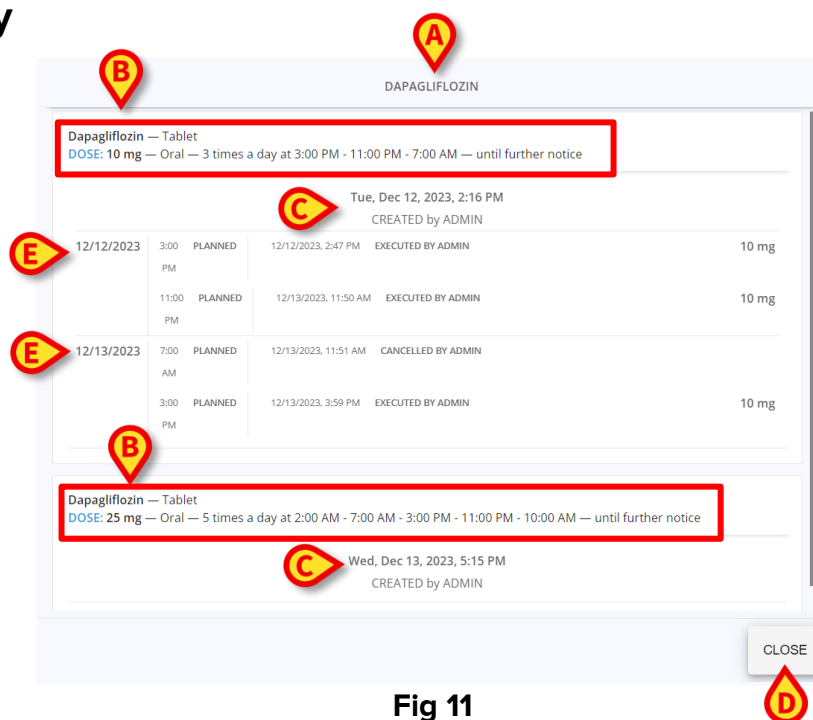 y
A
B
DAPAGLIFLOZIN
Dapagliflozin — Tablet
DOSE: 10 mg — Oral — 3 times a day at 3:00 PM - 11:00 PM - 7:00 AM — until further notice
C
Tue, Dec 12, 2023, 2:16 PM
CREATED by ADMIN
E
12/12/2023 3:00 PM PLANNED 12/12/2023, 2:47 PM EXECUTED BY ADMIN 10 mg
11:00 PM PLANNED 12/13/2023, 11:50 AM EXECUTED BY ADMIN 10 mg
E
12/13/2023 7:00 AM PLANNED 12/13/2023, 11:51 AM CANCELLED BY ADMIN
3:00 PM PLANNED 12/13/2023, 3:59 PM EXECUTED BY ADMIN 10 mg
B
Dapagliflozin — Tablet
DOSE: 25 mg — Oral — 5 times a day at 2:00 AM - 7:00 AM - 3:00 PM - 11:00 PM - 10:00 AM — until further notice
C
Wed, Dec 13, 2023, 5:15 PM
CREATED by ADMIN
CLOSE
D
Fig 11